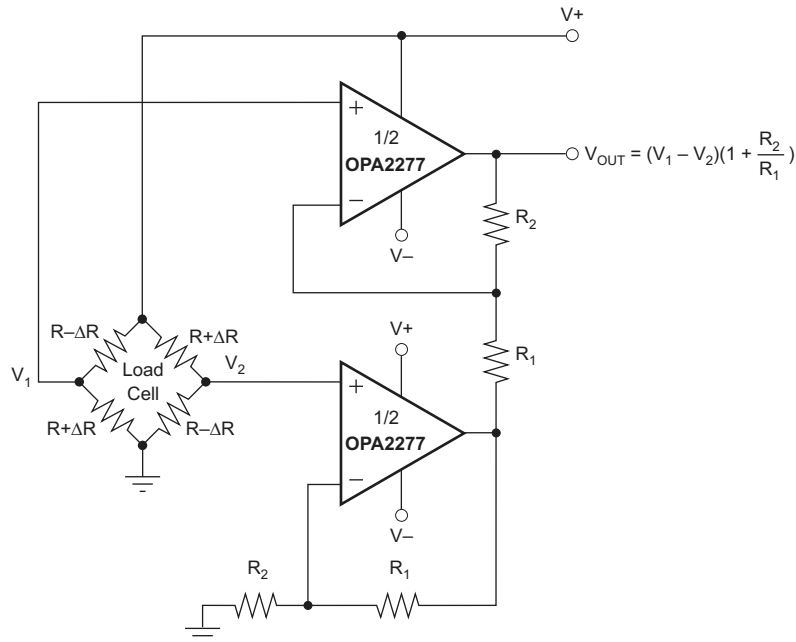 V+
+
1/2
OPA2277
−
V−
V_OUT = (V_1 – V_2)(1 + R_2/R_1 )
R_2
R–ΔR
R+ΔR
V_1
Load
Cell
V_2
R+ΔR
R–ΔR
V+
R_1
+
1/2
OPA2277
−
V–
R_2
R_1